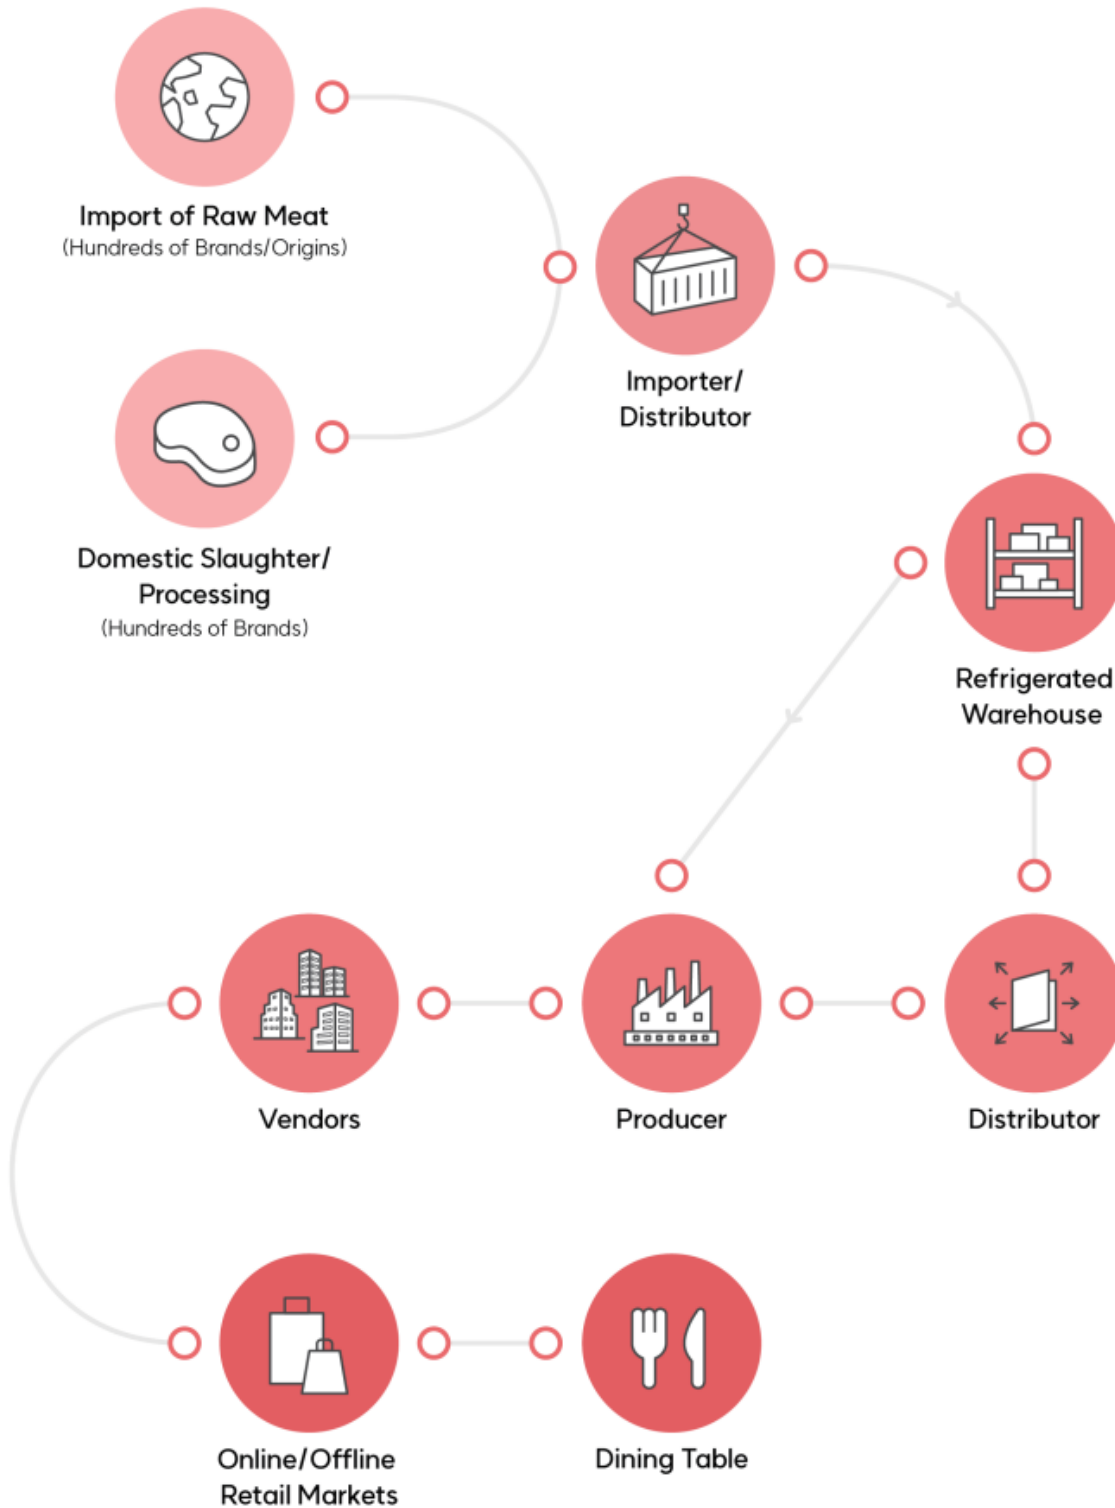 Import of Raw Meat
(Hundreds of Brands/Origins)
Importer/
Distributor
Domestic Slaughter/
Processing
(Hundreds of Brands)
Refrigerated
Warehouse
Vendors
Producer
Distributor
Online/Offline
Retail Markets
Dining Table